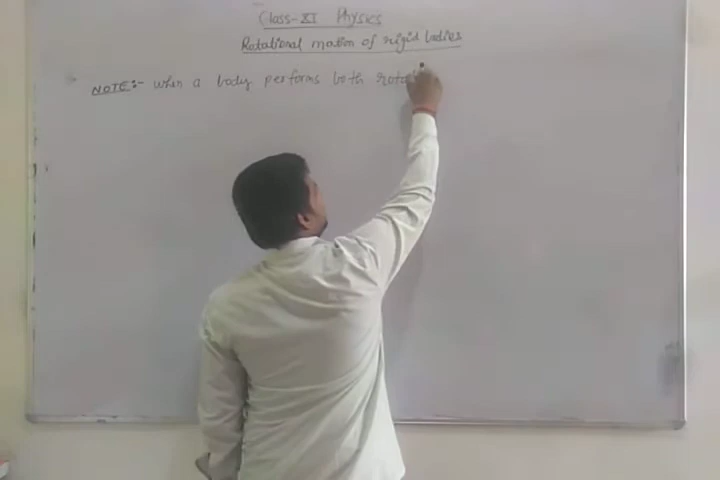 Class-XI Physics
Rotational motion of rigid bodies
NOTE:- when a body performs both